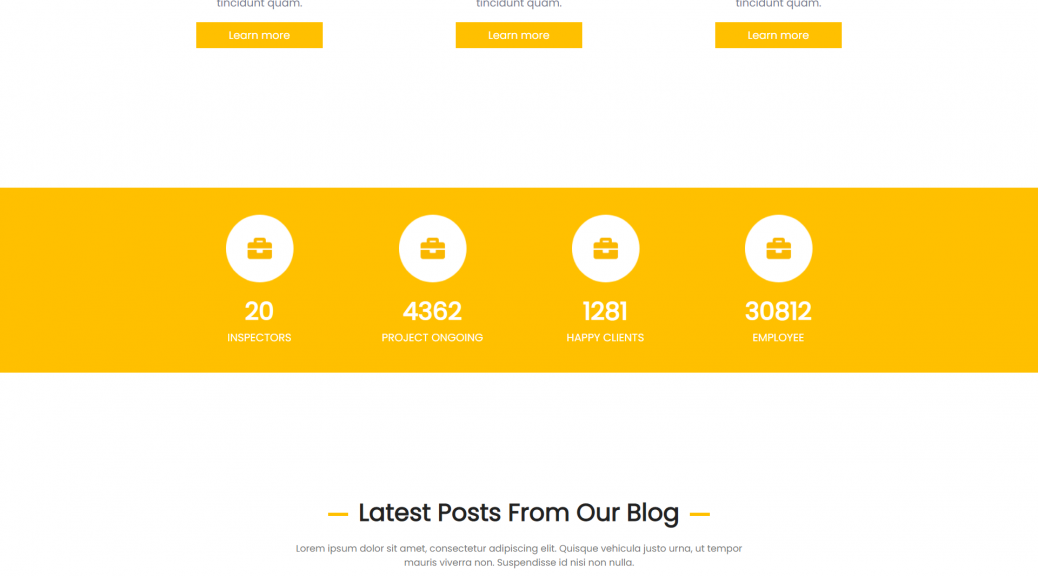 tincidunt quam. tincidunt quam. tincidunt quam.
Learn more Learn more Learn more
20 4362 1281 30812
INSPECTORS PROJECT ONGOING HAPPY CLIENTS EMPLOYEE
Latest Posts From Our Blog
Lorem ipsum dolor sit amet, consectetur adipiscing elit. Quisque vehicula justo urna, ut tempor
mauris viverra non. Suspendisse id nisi non nulla.